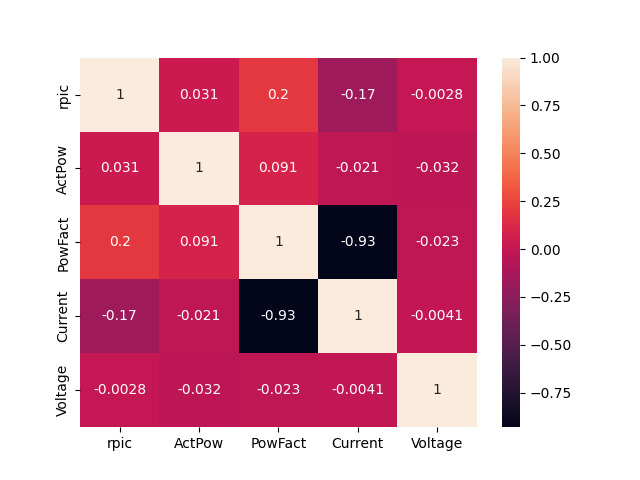 rpic 1 0.031 0.2 -0.17 -0.0028
ActPow 0.031 1 0.091 -0.021 -0.032
PowFact 0.2 0.091 1 -0.93 -0.023
Current -0.17 -0.021 -0.93 1 -0.0041
Voltage -0.0028 -0.032 -0.023 -0.0041 1
rpic ActPow PowFact Current Voltage
1.00
0.75
0.50
0.25
0.00
−0.25
−0.50
−0.75